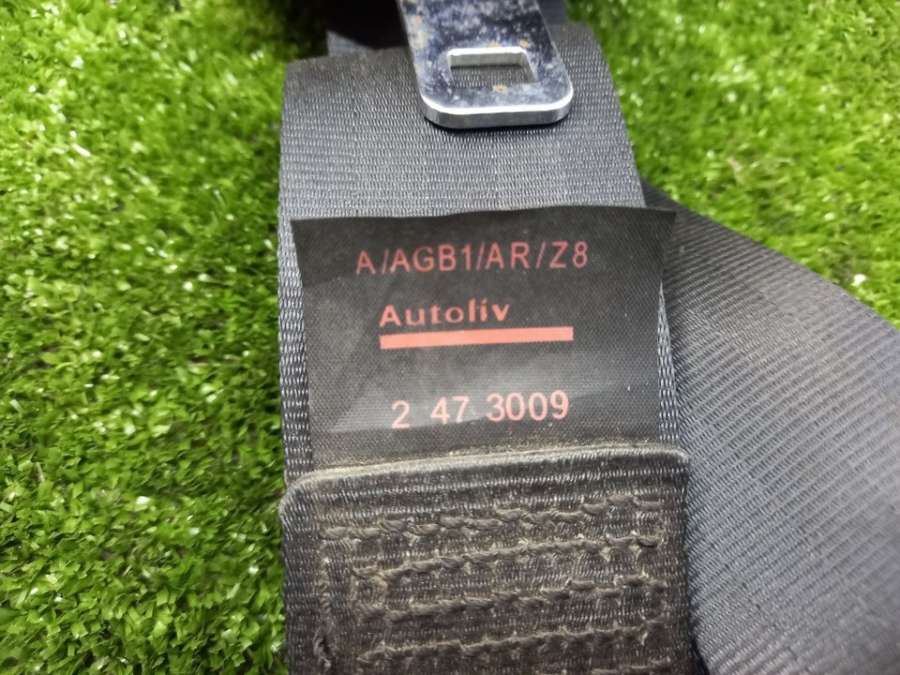 A/AGB1/AR/Z8
Autoliv
2 47 3009